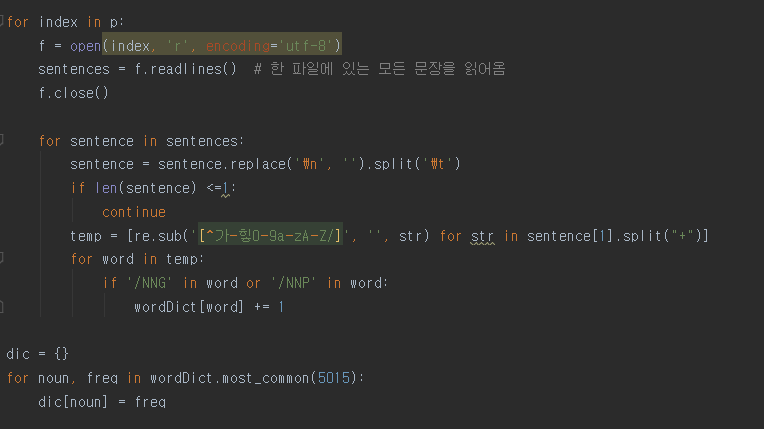 for index in p:
    f = open(index, 'r', encoding='utf-8')
    sentences = f.readlines()  # 한 파일에 있는 모든 문장을 읽어옴
    f.close()

    for sentence in sentences:
        sentence = sentence.replace('₩n', '').split('₩t')
        if len(sentence) <=1:
            continue
        temp = [re.sub('[^가-힣0-9a-zA-Z/]', '', str) for str in sentence[1].split("+")]
        for word in temp:
            if '/NNG' in word or '/NNP' in word:
                wordDict[word] += 1

dic = {}
for noun, freq in wordDict.most_common(5015):
    dic[noun] = freq